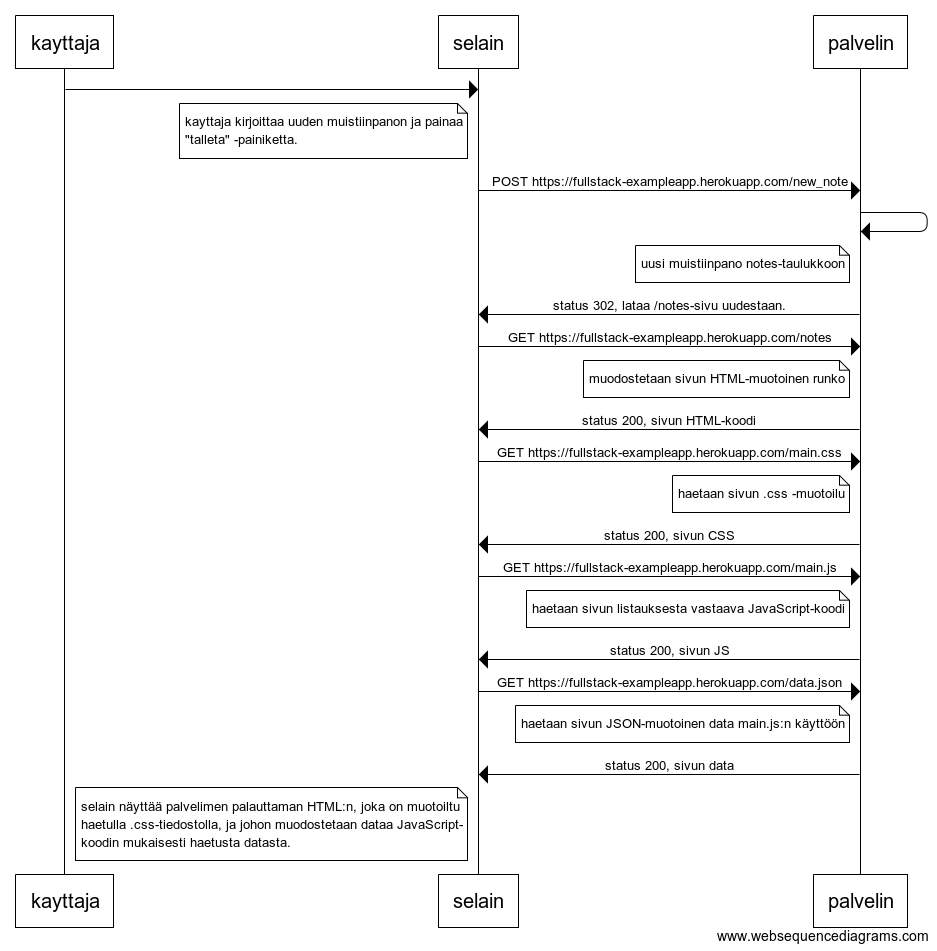 kayttaja
selain
palvelin
kayttaja kirjoittaa uuden muistiinpanon ja painaa
"talleta" -painiketta.
POST https://fullstack-exampleapp.herokuapp.com/new_note
uusi muistiinpano notes-taulukkoon
status 302, lataa /notes-sivu uudestaan.
GET https://fullstack-exampleapp.herokuapp.com/notes
muodostetaan sivun HTML-muotoinen runko
status 200, sivun HTML-koodi
GET https://fullstack-exampleapp.herokuapp.com/main.css
haetaan sivun .css -muotoilu
status 200, sivun CSS
GET https://fullstack-exampleapp.herokuapp.com/main.js
haetaan sivun listauksesta vastaava JavaScript-koodi
status 200, sivun JS
GET https://fullstack-exampleapp.herokuapp.com/data.json
haetaan sivun JSON-muotoinen data main.js:n käyttöön
status 200, sivun data
selain näyttää palvelimen palauttaman HTML:n, joka on muotoiltu
haetulla .css-tiedostolla, ja johon muodostetaan dataa JavaScript-
koodin mukaisesti haetusta datasta.
kayttaja
selain
palvelin
www.websequencediagrams.com